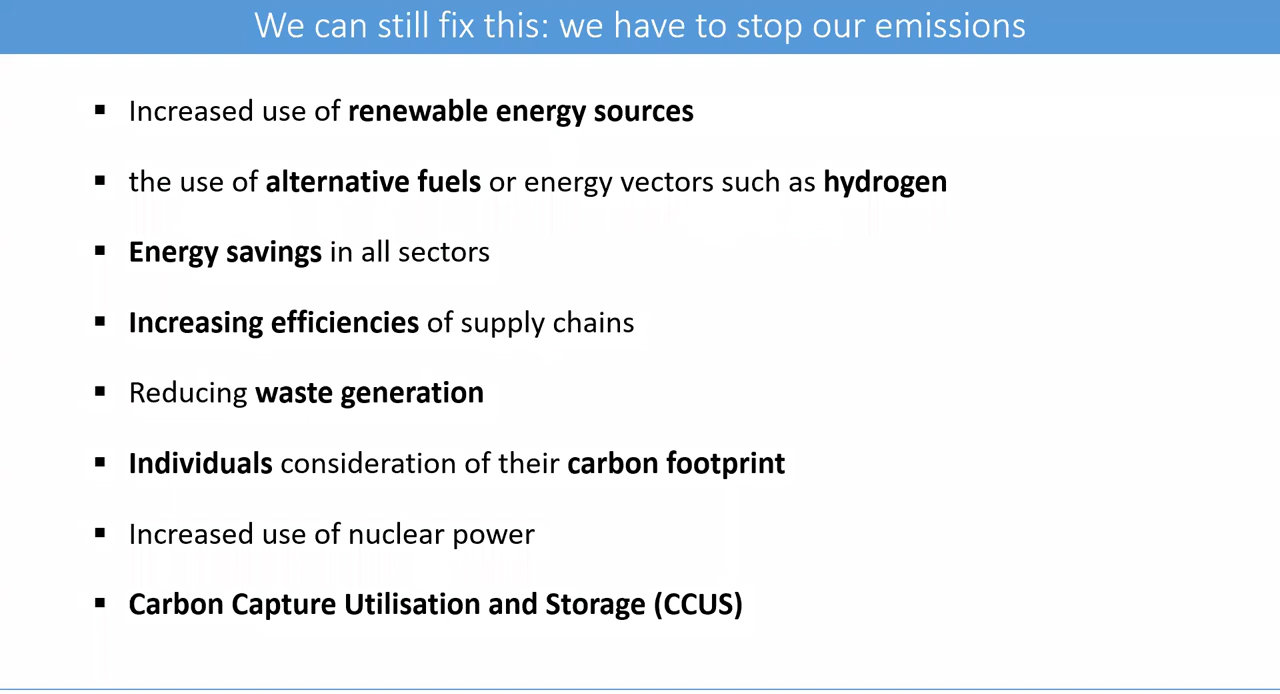 We can still fix this: we have to stop our emissions
▪ Increased use of renewable energy sources
▪ the use of alternative fuels or energy vectors such as hydrogen
▪ Energy savings in all sectors
▪ Increasing efficiencies of supply chains
▪ Reducing waste generation
▪ Individuals consideration of their carbon footprint
▪ Increased use of nuclear power
▪ Carbon Capture Utilisation and Storage (CCUS)